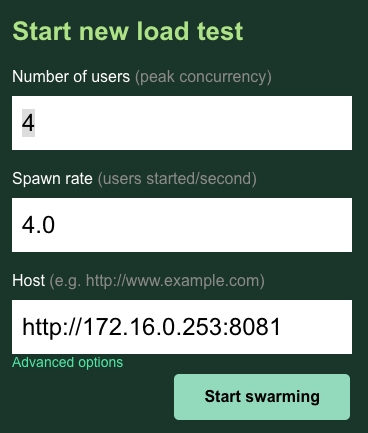 Start new load test
Number of users (peak concurrency)
4
Spawn rate (users started/second)
4.0
Host (e.g. http://www.example.com)
http://172.16.0.253:8081
Advanced options
Start swarming